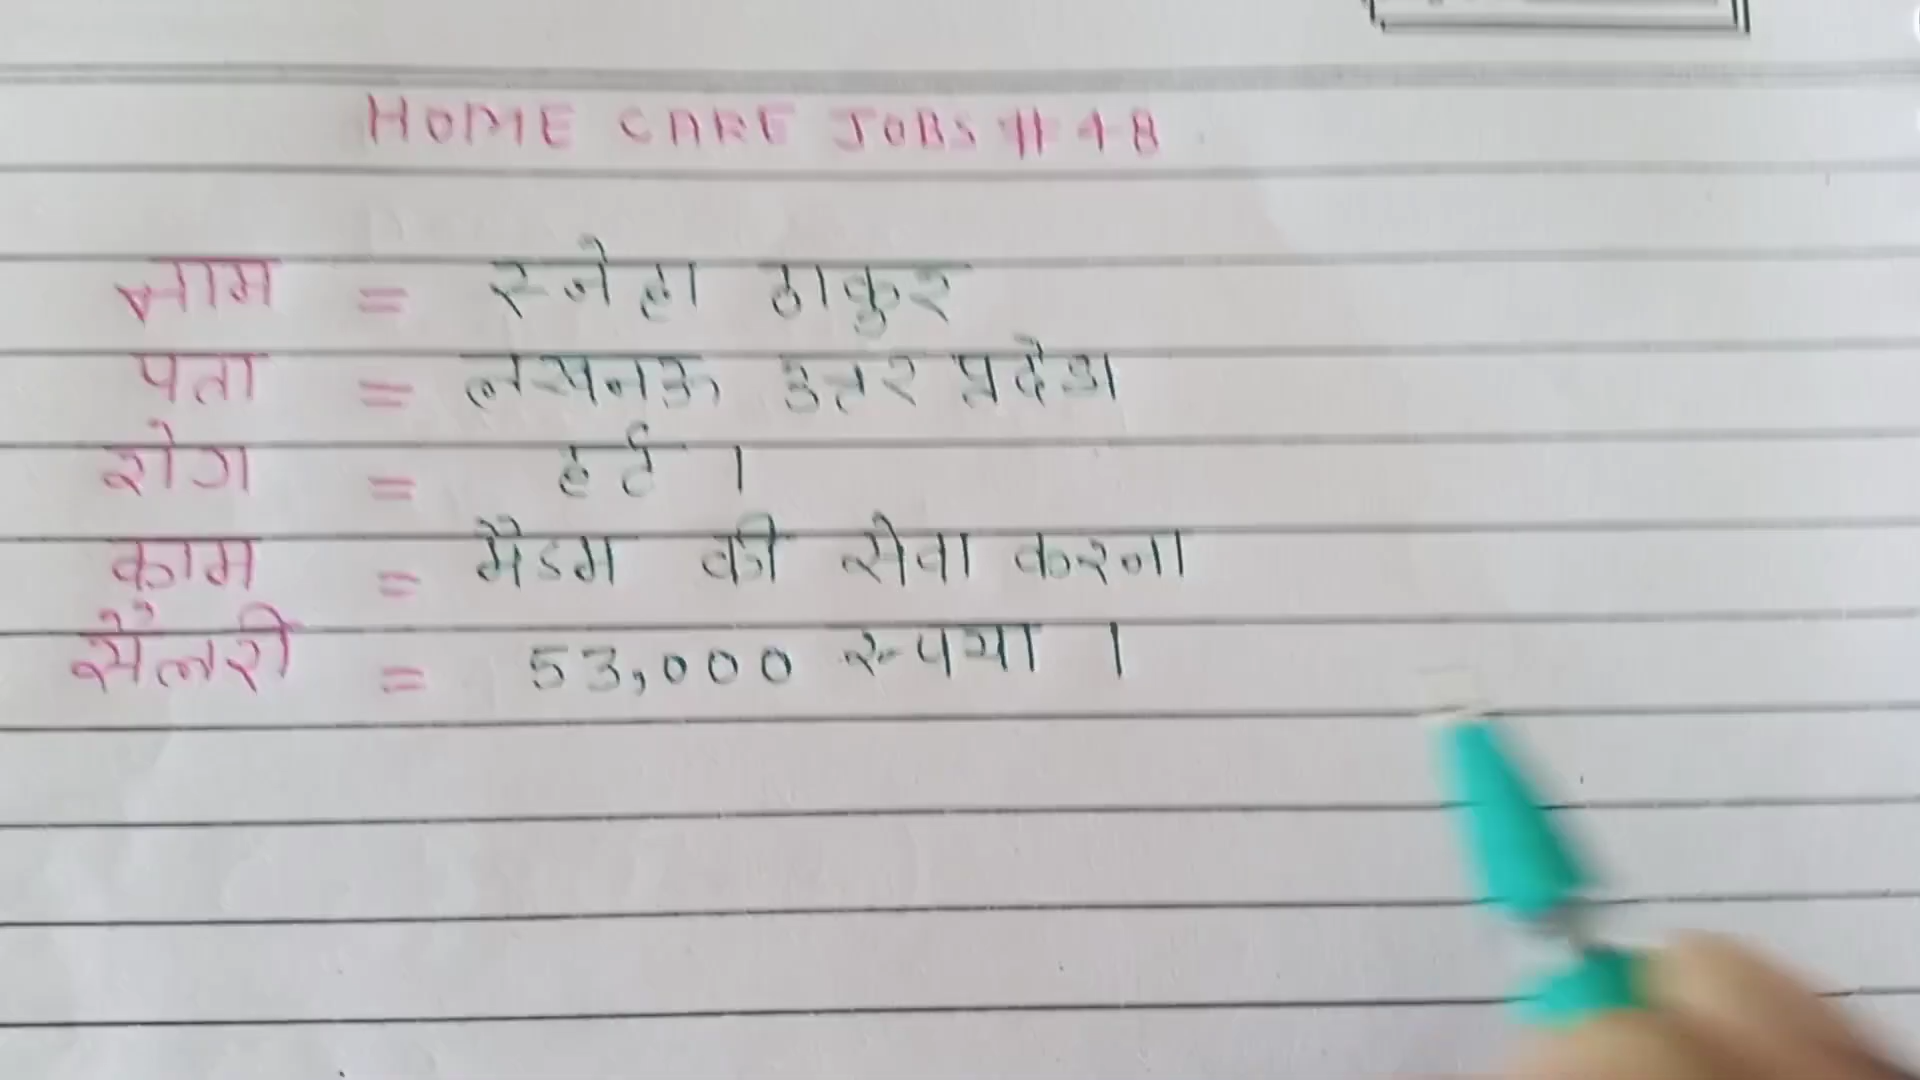 HOME CARE JOBS # 48
नाम = स्नेहा ठाकुर
पता = लखनऊ उत्तर प्रदेश
रोग = हर्ट ।
काम = मैडम की सेवा करना
सैलरी = 53,000 रुपया ।